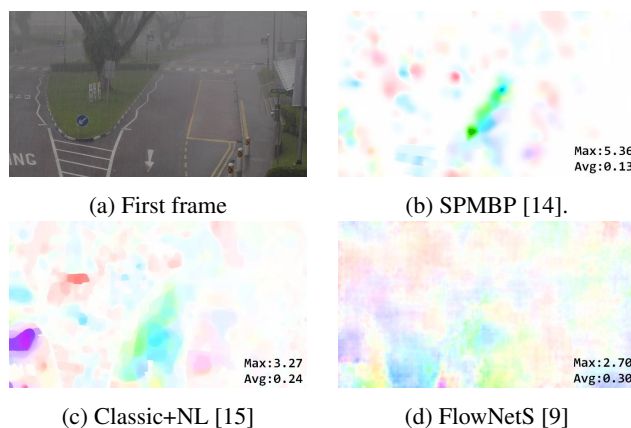 ING
Max:5.36
Avg:0.13
(a) First frame
(b) SPMBP [14].
Max:3.27
Avg:0.24
Max:2.70
Avg:0.30
(c) Classic+NL [15]
(d) FlowNetS [9]